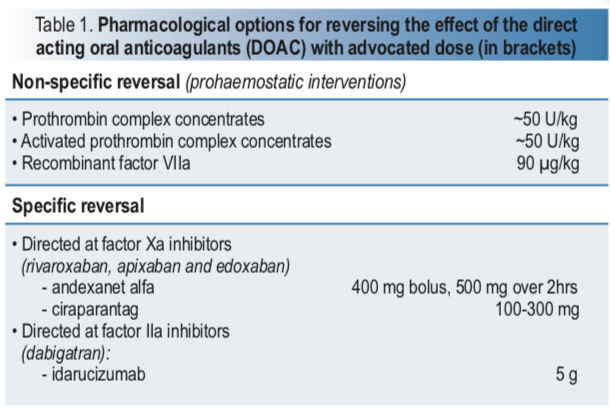 Table 1. Pharmacological options for reversing the effect of the direct
acting oral anticoagulants (DOAC) with advocated dose (in brackets)
Non-specific reversal (prohaemostatic interventions)
• Prothrombin complex concentrates ~50 U/kg
• Activated prothrombin complex concentrates ~50 U/kg
• Recombinant factor VIIa 90 µg/kg
Specific reversal
• Directed at factor Xa inhibitors
(rivaroxaban, apixaban and edoxaban)
- andexanet alfa 400 mg bolus, 500 mg over 2hrs
- ciraparantag 100-300 mg
• Directed at factor IIa inhibitors
(dabigatran):
- idarucizumab 5 g